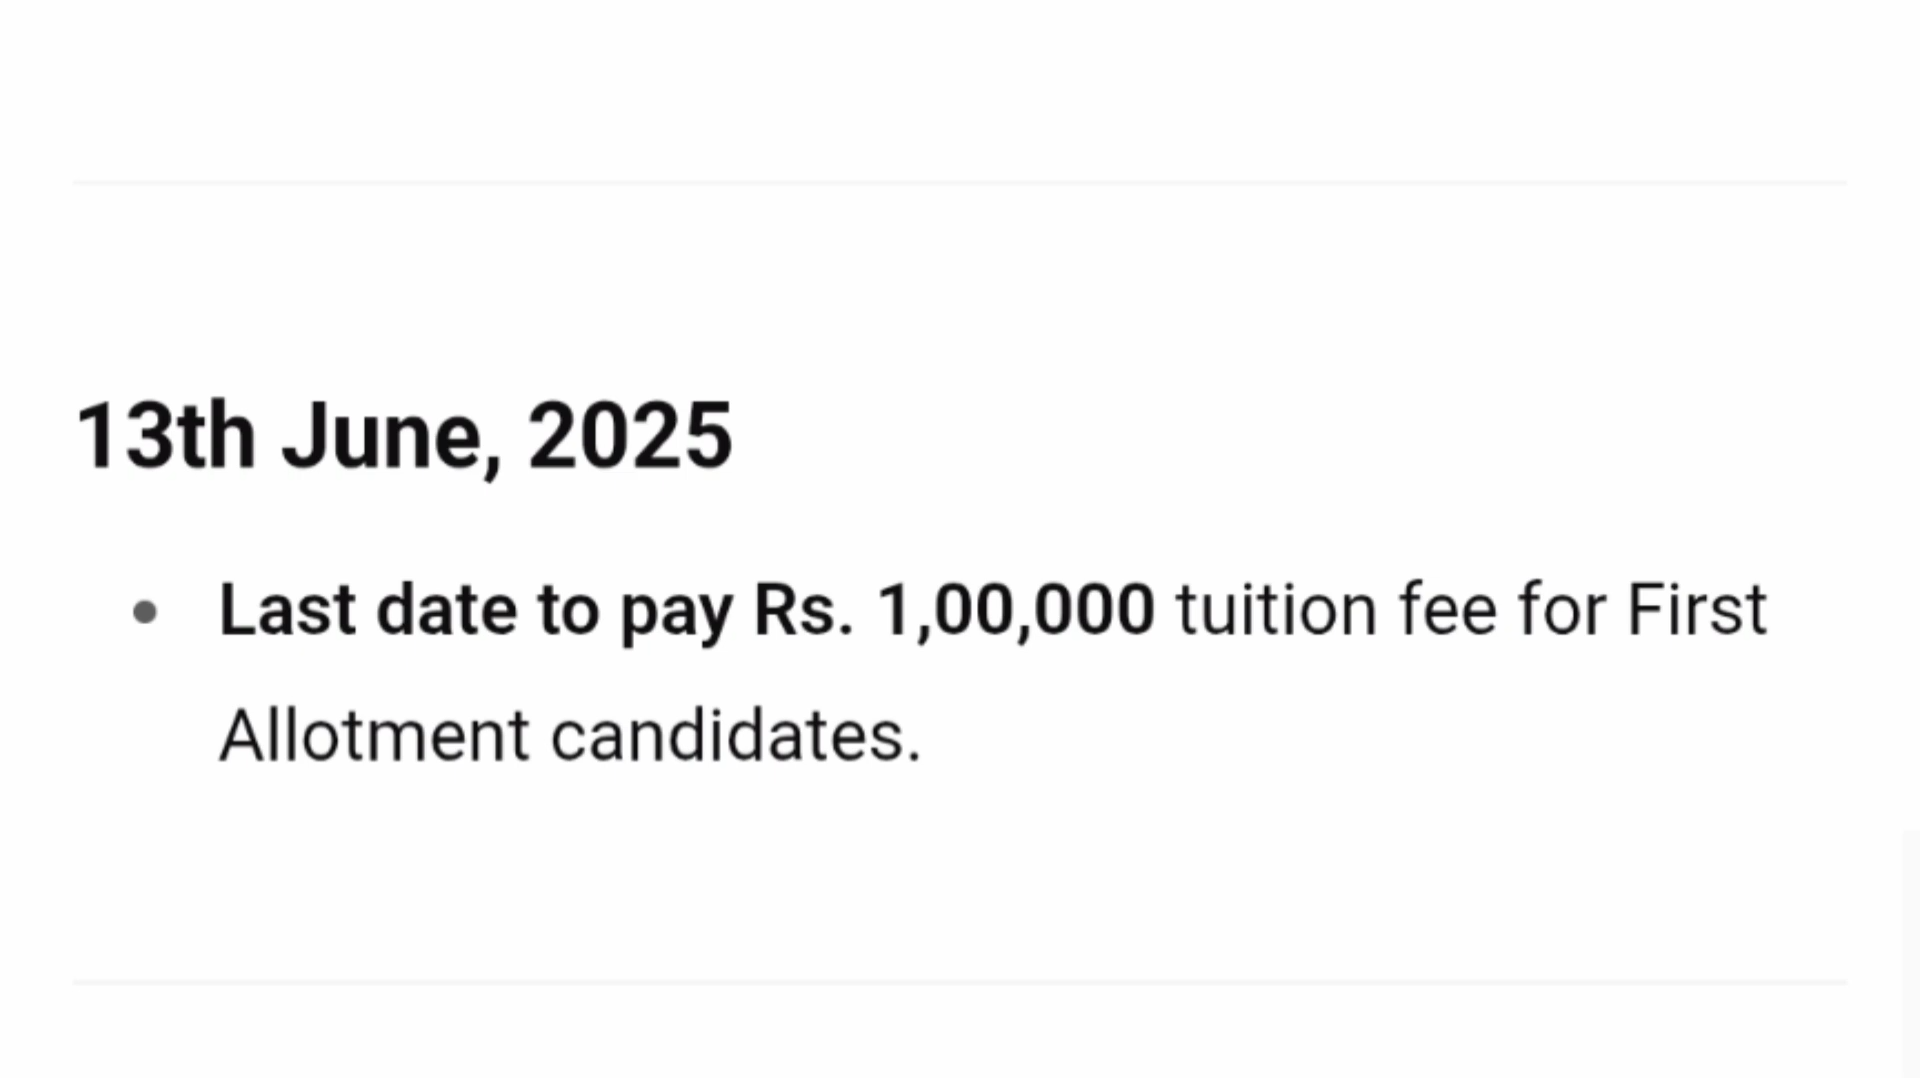 13th June, 2025
Last date to pay Rs. 1,00,000 tuition fee for First
Allotment candidates.